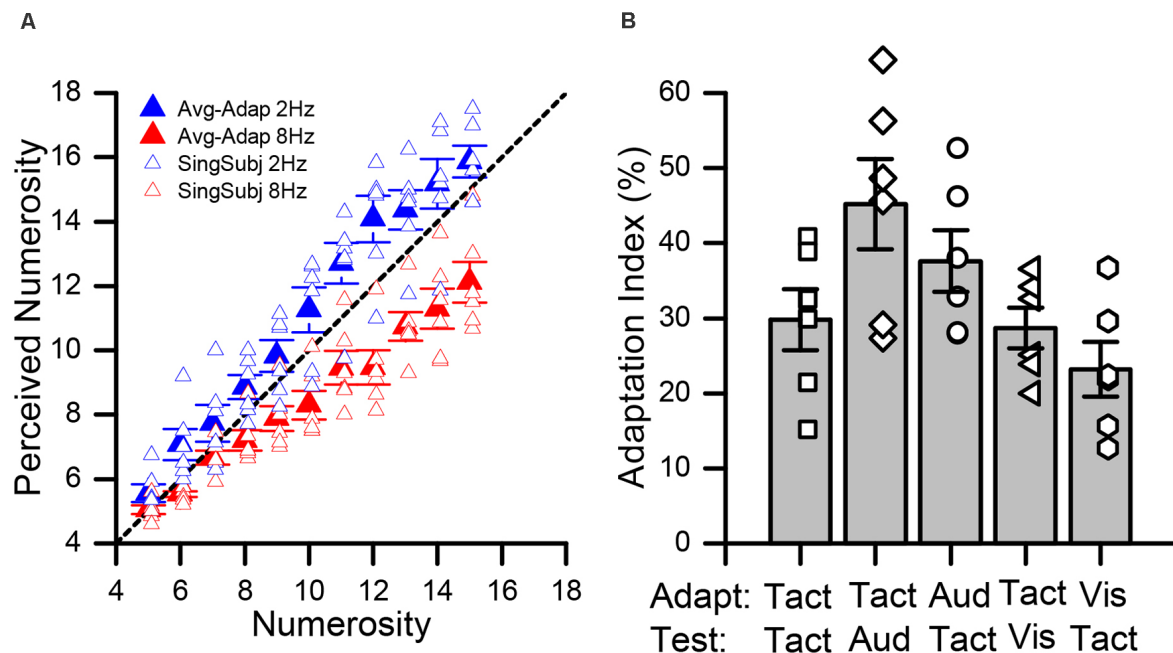 A
B
18
16
14
12
10
8
6
4
Perceived Numerosity
Avg-Adap 2Hz
Avg-Adap 8Hz
SingSubj 2Hz
SingSubj 8Hz
4 6 8 10 12 14 16 18
Numerosity
60
50
40
30
20
10
0
Adaptation Index (%)
Adapt: Tact Tact Aud Tact Vis
Test: Tact Aud Tact Vis Tact